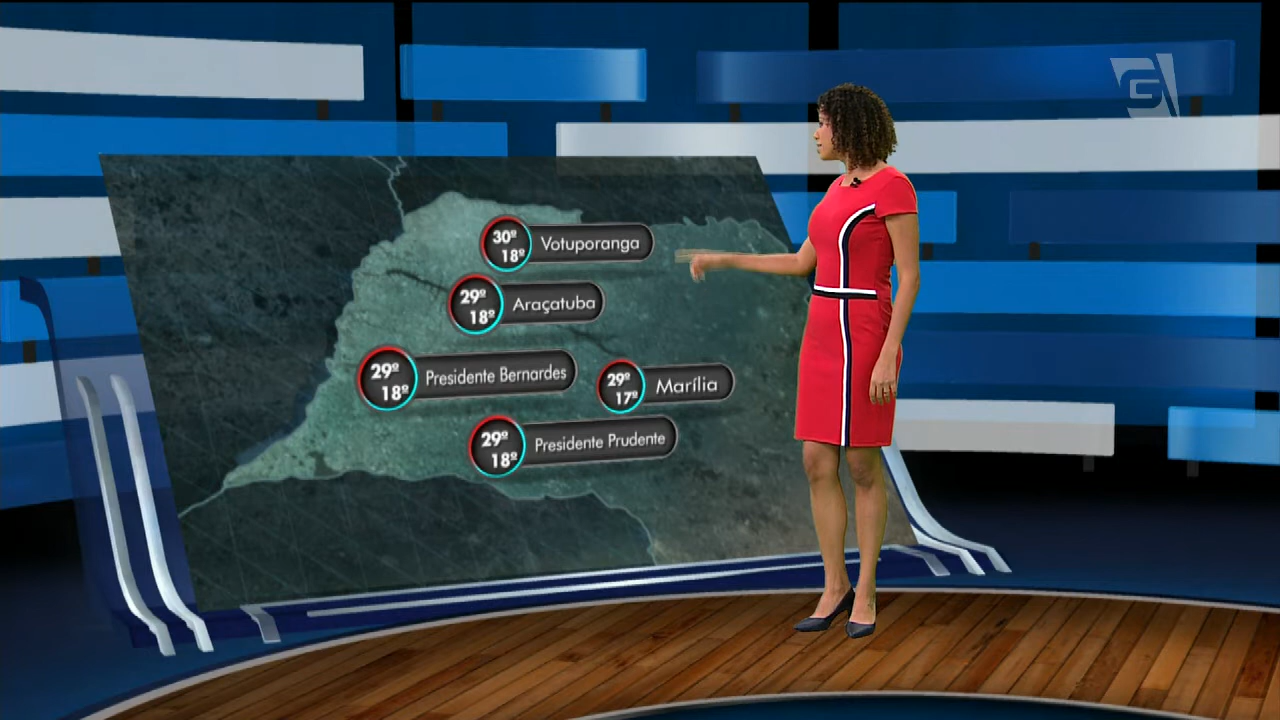 G
30º
18º
Votuporanga
29º
18º
Araçatuba
29º
18º
Presidente Bernardes
29º
17º
Marília
29º
18º
Presidente Prudente